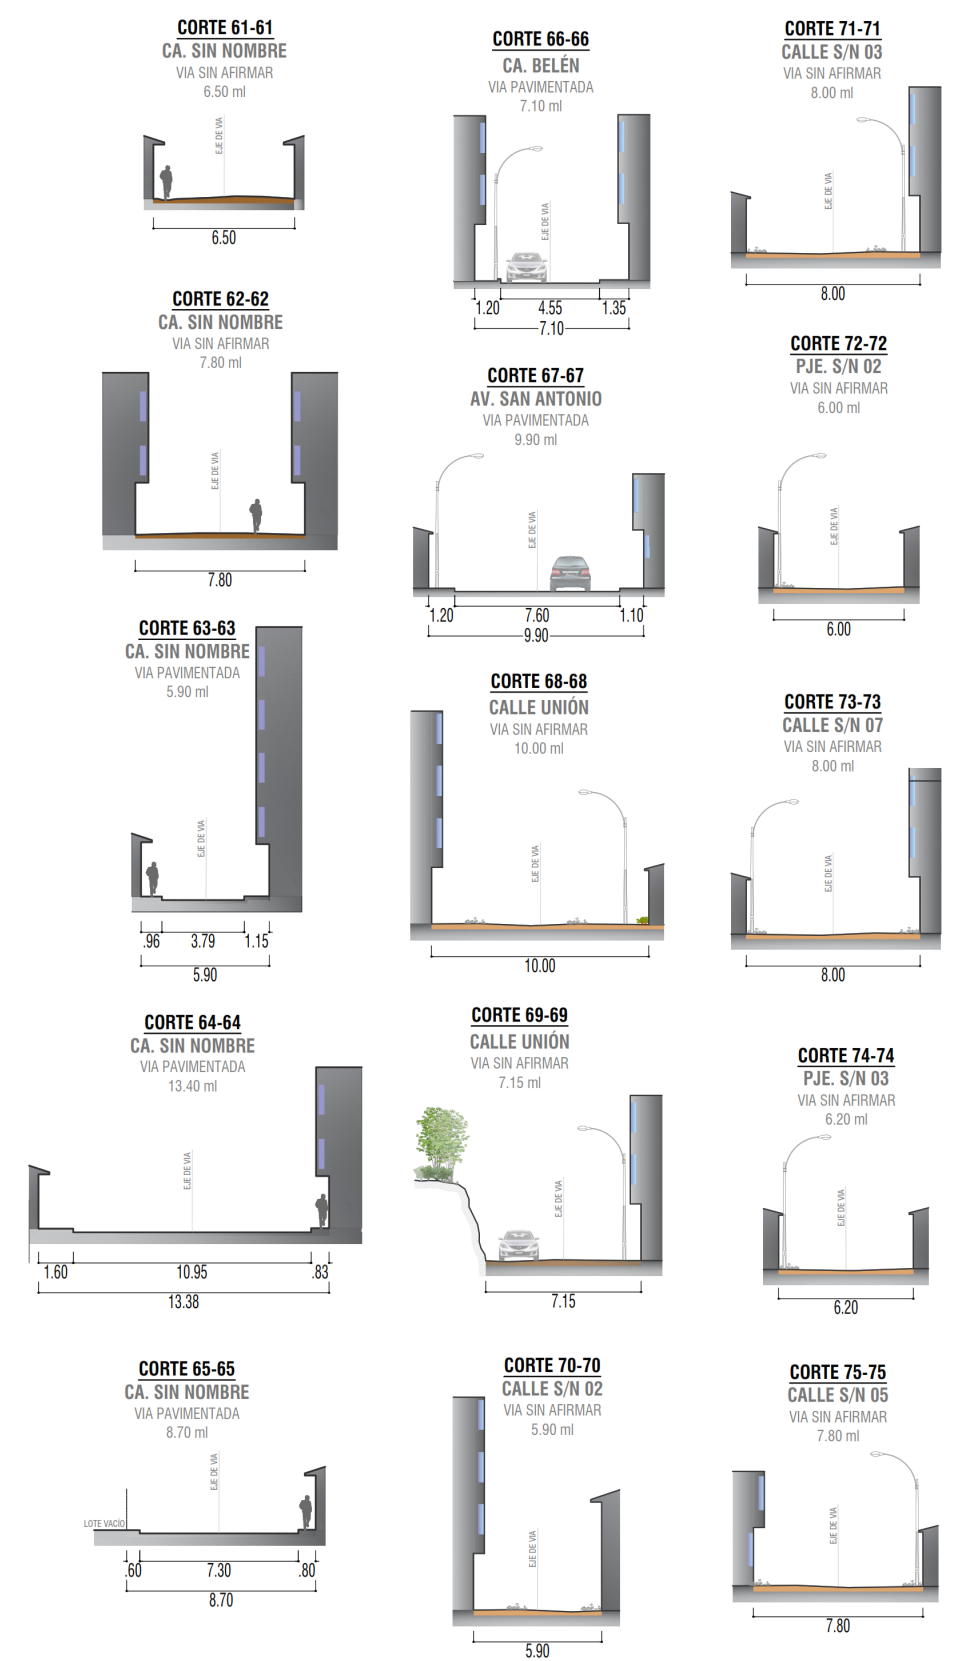 CORTE 61-61
CA. SIN NOMBRE
VIA SIN AFIRMAR
6.50 ml
EJE DE VIA
6.50
CORTE 62-62
CA. SIN NOMBRE
VIA SIN AFIRMAR
7.80 ml
EJE DE VIA
7.80
CORTE 63-63
CA. SIN NOMBRE
VIA PAVIMENTADA
5.90 ml
EJE DE VIA
.96 3.79 1.15
5.90
CORTE 64-64
CA. SIN NOMBRE
VIA PAVIMENTADA
13.40 ml
EJE DE VIA
1.60 10.95 .83
13.38
CORTE 65-65
CA. SIN NOMBRE
VIA PAVIMENTADA
8.70 ml
EJE DE VIA
LOTE VACÍO
.60 7.30 .80
8.70
CORTE 66-66
CA. BELÉN
VIA PAVIMENTADA
7.10 ml
EJE DE VIA
1.20 4.55 1.35
7.10
CORTE 67-67
AV. SAN ANTONIO
VIA PAVIMENTADA
9.90 ml
EJE DE VIA
1.20 7.60 1.10
9.90
CORTE 68-68
CALLE UNIÓN
VIA SIN AFIRMAR
10.00 ml
EJE DE VIA
10.00
CORTE 69-69
CALLE UNIÓN
VIA SIN AFIRMAR
7.15 ml
EJE DE VIA
7.15
CORTE 70-70
CALLE S/N 02
VIA SIN AFIRMAR
5.90 ml
EJE DE VIA
5.90
CORTE 71-71
CALLE S/N 03
VIA SIN AFIRMAR
8.00 ml
EJE DE VIA
8.00
CORTE 72-72
PJE. S/N 02
VIA SIN AFIRMAR
6.00 ml
EJE DE VIA
6.00
CORTE 73-73
CALLE S/N 07
VIA SIN AFIRMAR
8.00 ml
EJE DE VIA
8.00
CORTE 74-74
PJE. S/N 03
VIA SIN AFIRMAR
6.20 ml
EJE DE VIA
6.20
CORTE 75-75
CALLE S/N 05
VIA SIN AFIRMAR
7.80 ml
EJE DE VIA
7.80